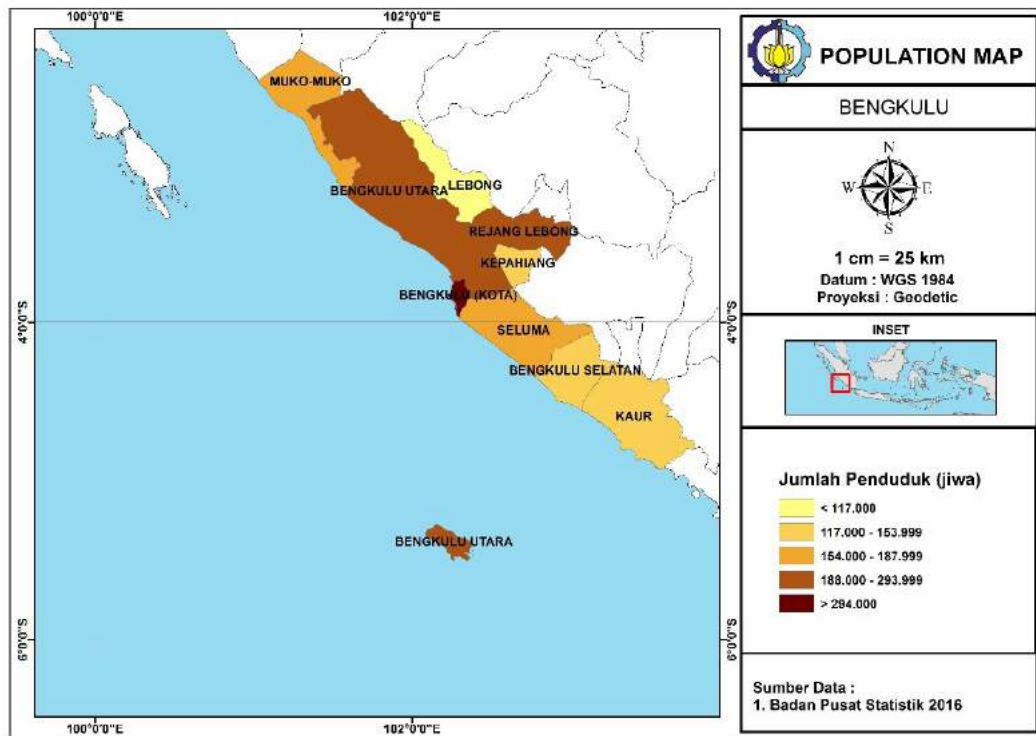 100°0'0"E
102°0'0"E
MUKO-MUKO
BENGKULU UTARA
LEBONG
REJANG LEBONG
KEPAHIANG
BENGKULU (KOTA)
4°0'0"S
4°0'0"S
SELUMA
BENGKULU SELATAN
KAUR
BENGKULU UTARA
6°0'0"S
6°0'0"S
100°0'0"E
102°0'0"E
POPULATION MAP
BENGKULU
N
W
E
S
1 cm = 25 km
Datum : WGS 1984
Proyeksi : Geodetic
INSET
Jumlah Penduduk (jiwa)
< 117.000
117.000 - 153.999
154.000 - 187.999
188.000 - 293.999
> 294.000
Sumber Data :
1. Badan Pusat Statistik 2016